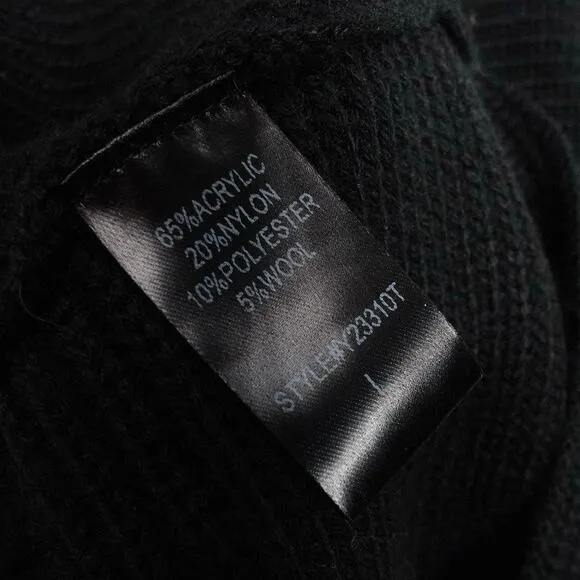 65%ACRYLIC
20%NYLON
10%POLYESTER
5%WOOL
STYLE#Y23310T